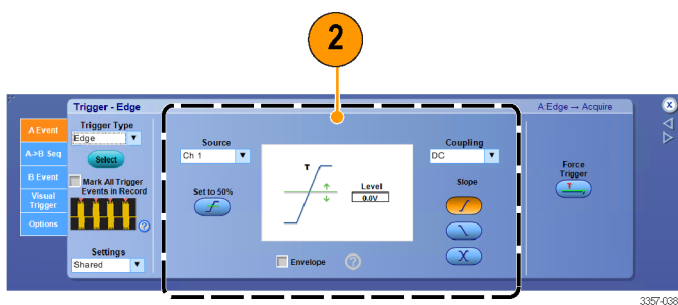 2
Trigger - Edge
A:Edge → Acquire
X
A Event
A->B Seq
B Event
Visual
Trigger
Options
Trigger Type
Edge
Select
Mark All Trigger
Events in Record
?
Settings
Shared
Source
Ch 1
Set to 50%
T
Level
0.0V
Envelope
?
Coupling
DC
Slope
Force
Trigger
T
3357-038